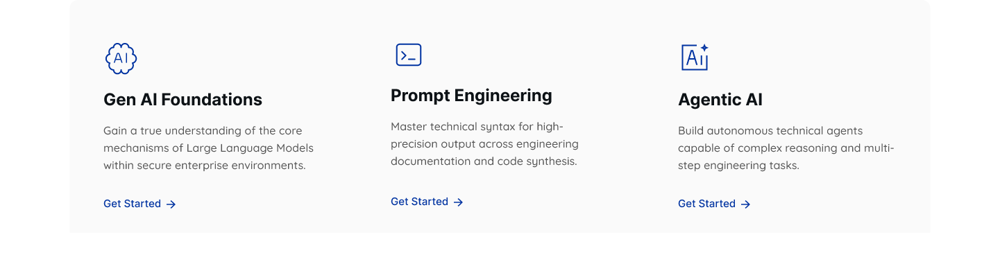 AI
Gen AI Foundations
Gain a true understanding of the core
mechanisms of Large Language Models
within secure enterprise environments.
Get Started →
>_
Prompt Engineering
Master technical syntax for high-
precision output across engineering
documentation and code synthesis.
Get Started →
AI
Agentic AI
Build autonomous technical agents
capable of complex reasoning and multi-
step engineering tasks.
Get Started →